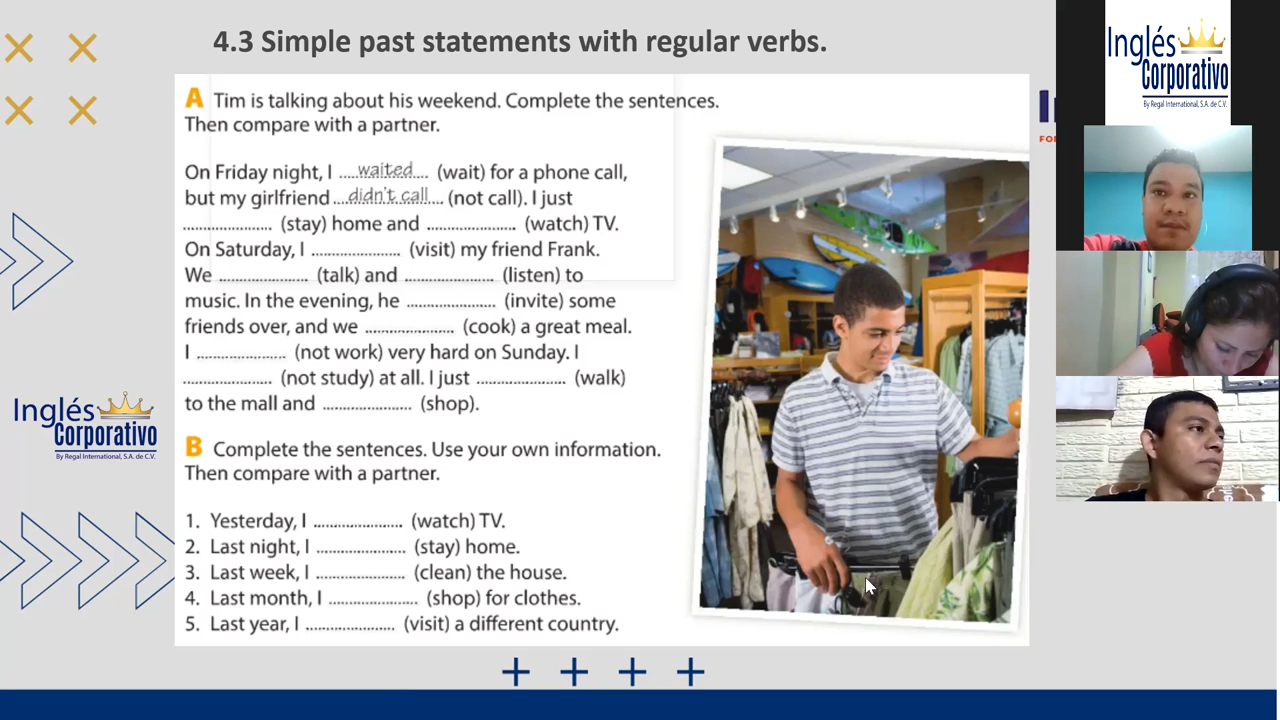 4.3 Simple past statements with regular verbs.
A Tim is talking about his weekend. Complete the sentences.
Then compare with a partner.
On Friday night, I ....waited.... (wait) for a phone call,
but my girlfriend ....didn't call.... (not call). I just
.................... (stay) home and .................... (watch) TV.
On Saturday, I .................... (visit) my friend Frank.
We .................... (talk) and .................... (listen) to
music. In the evening, he .................... (invite) some
friends over, and we .................... (cook) a great meal.
I .................... (not work) very hard on Sunday. I
.................... (not study) at all. I just .................... (walk)
to the mall and .................... (shop).
B Complete the sentences. Use your own information.
Then compare with a partner.
1. Yesterday, I .................... (watch) TV.
2. Last night, I .................... (stay) home.
3. Last week, I .................... (clean) the house.
4. Last month, I .................... (shop) for clothes.
5. Last year, I .................... (visit) a different country.
Inglés
Corporativo
By Regal International, S.A. de C.V.
Inglés
Corporativo
By Regal International, S.A. de C.V.